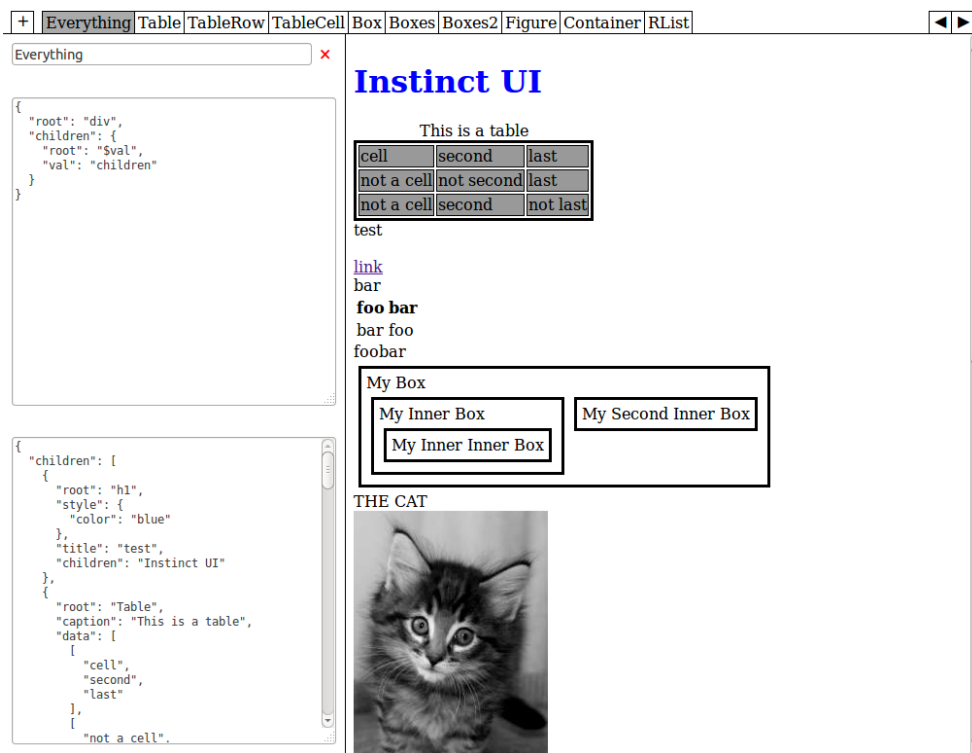 + Everything Table TableRow TableCell Box Boxes Boxes2 Figure Container RList ◀ ▶
Everything ×
{
  "root": "div",
  "children": {
    "root": "$val",
    "val": "children"
  }
}
{
  "children": [
    {
      "root": "h1",
      "style": {
        "color": "blue"
      },
      "title": "test",
      "children": "Instinct UI"
    },
    {
      "root": "Table",
      "caption": "This is a table",
      "data": [
        [
          "cell",
          "second",
          "last"
        ],
        [
          "not a cell",
Instinct UI
This is a table
cell second last
not a cell not second last
not a cell second not last
test
link
bar
foo bar
bar foo
foobar
My Box
My Inner Box My Second Inner Box
My Inner Inner Box
THE CAT